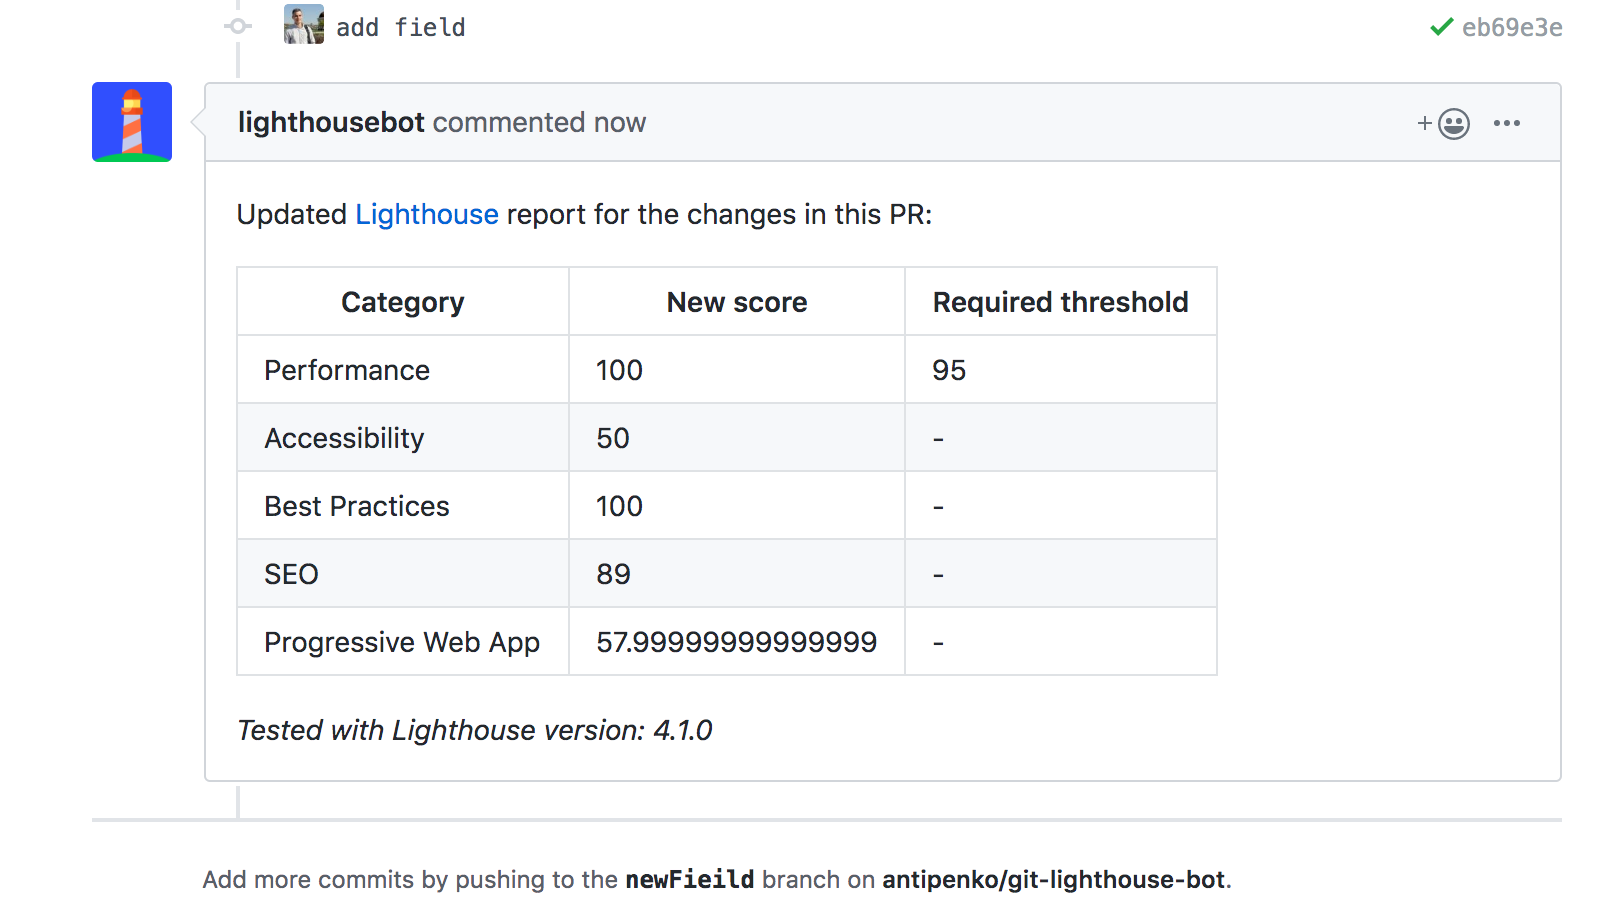 add field eb69e3e
lighthousebot commented now
Updated Lighthouse report for the changes in this PR:
Category New score Required threshold
Performance 100 95
Accessibility 50 -
Best Practices 100 -
SEO 89 -
Progressive Web App 57.99999999999999 -
Tested with Lighthouse version: 4.1.0
Add more commits by pushing to the newFieild branch on antipenko/git-lighthouse-bot.